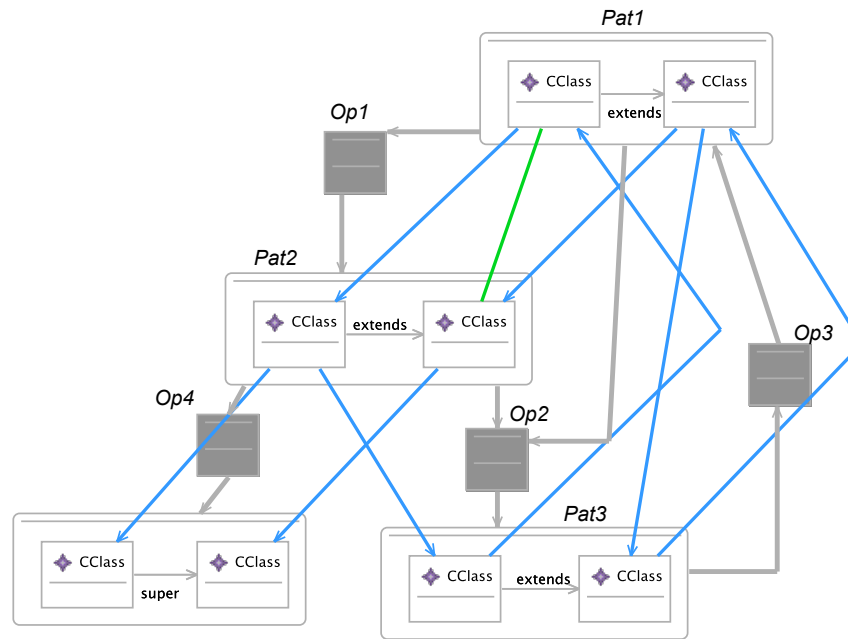 Pat1
CClass
CClass
extends
Op1
Pat2
CClass
extends
CClass
Op3
Op4
Op2
Pat3
CClass
CClass
super
CClass
extends
CClass